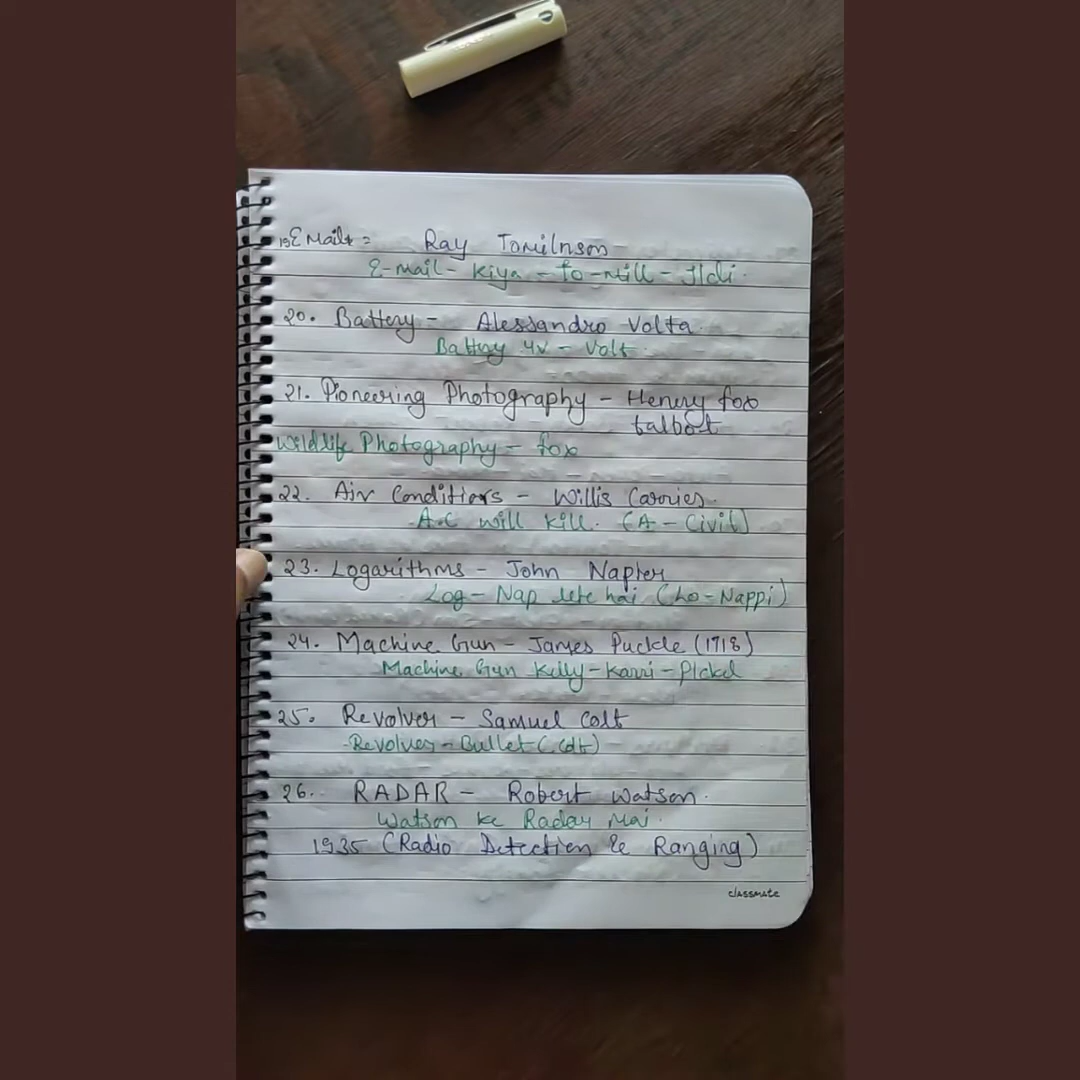 19 E Mail = Ray Tomilnson
E-mail - Kiya - to - mill - Jldi.
20. Battery - Alessandro Volta.
Battery 4v - Volt.
21. Pioneering Photography - Henry fox
talbot
Wildlife Photography - fox
22. Air Conditiors - Willis Carries.
A.C will kill. (A - Civil)
23. Logarithms - John Napier
Log - Nap lete hai (Lo-Nappi)
24. Machine Gun - James Puckle (1718)
Machine Gun Kelly - Karri - Pickel
25. Revolver - Samuel Colt
Revolver - Bullet (Colt)
26. RADAR - Robert Watson.
Watson ke Radar Mai.
1935 (Radio Detection & Ranging)
classmate